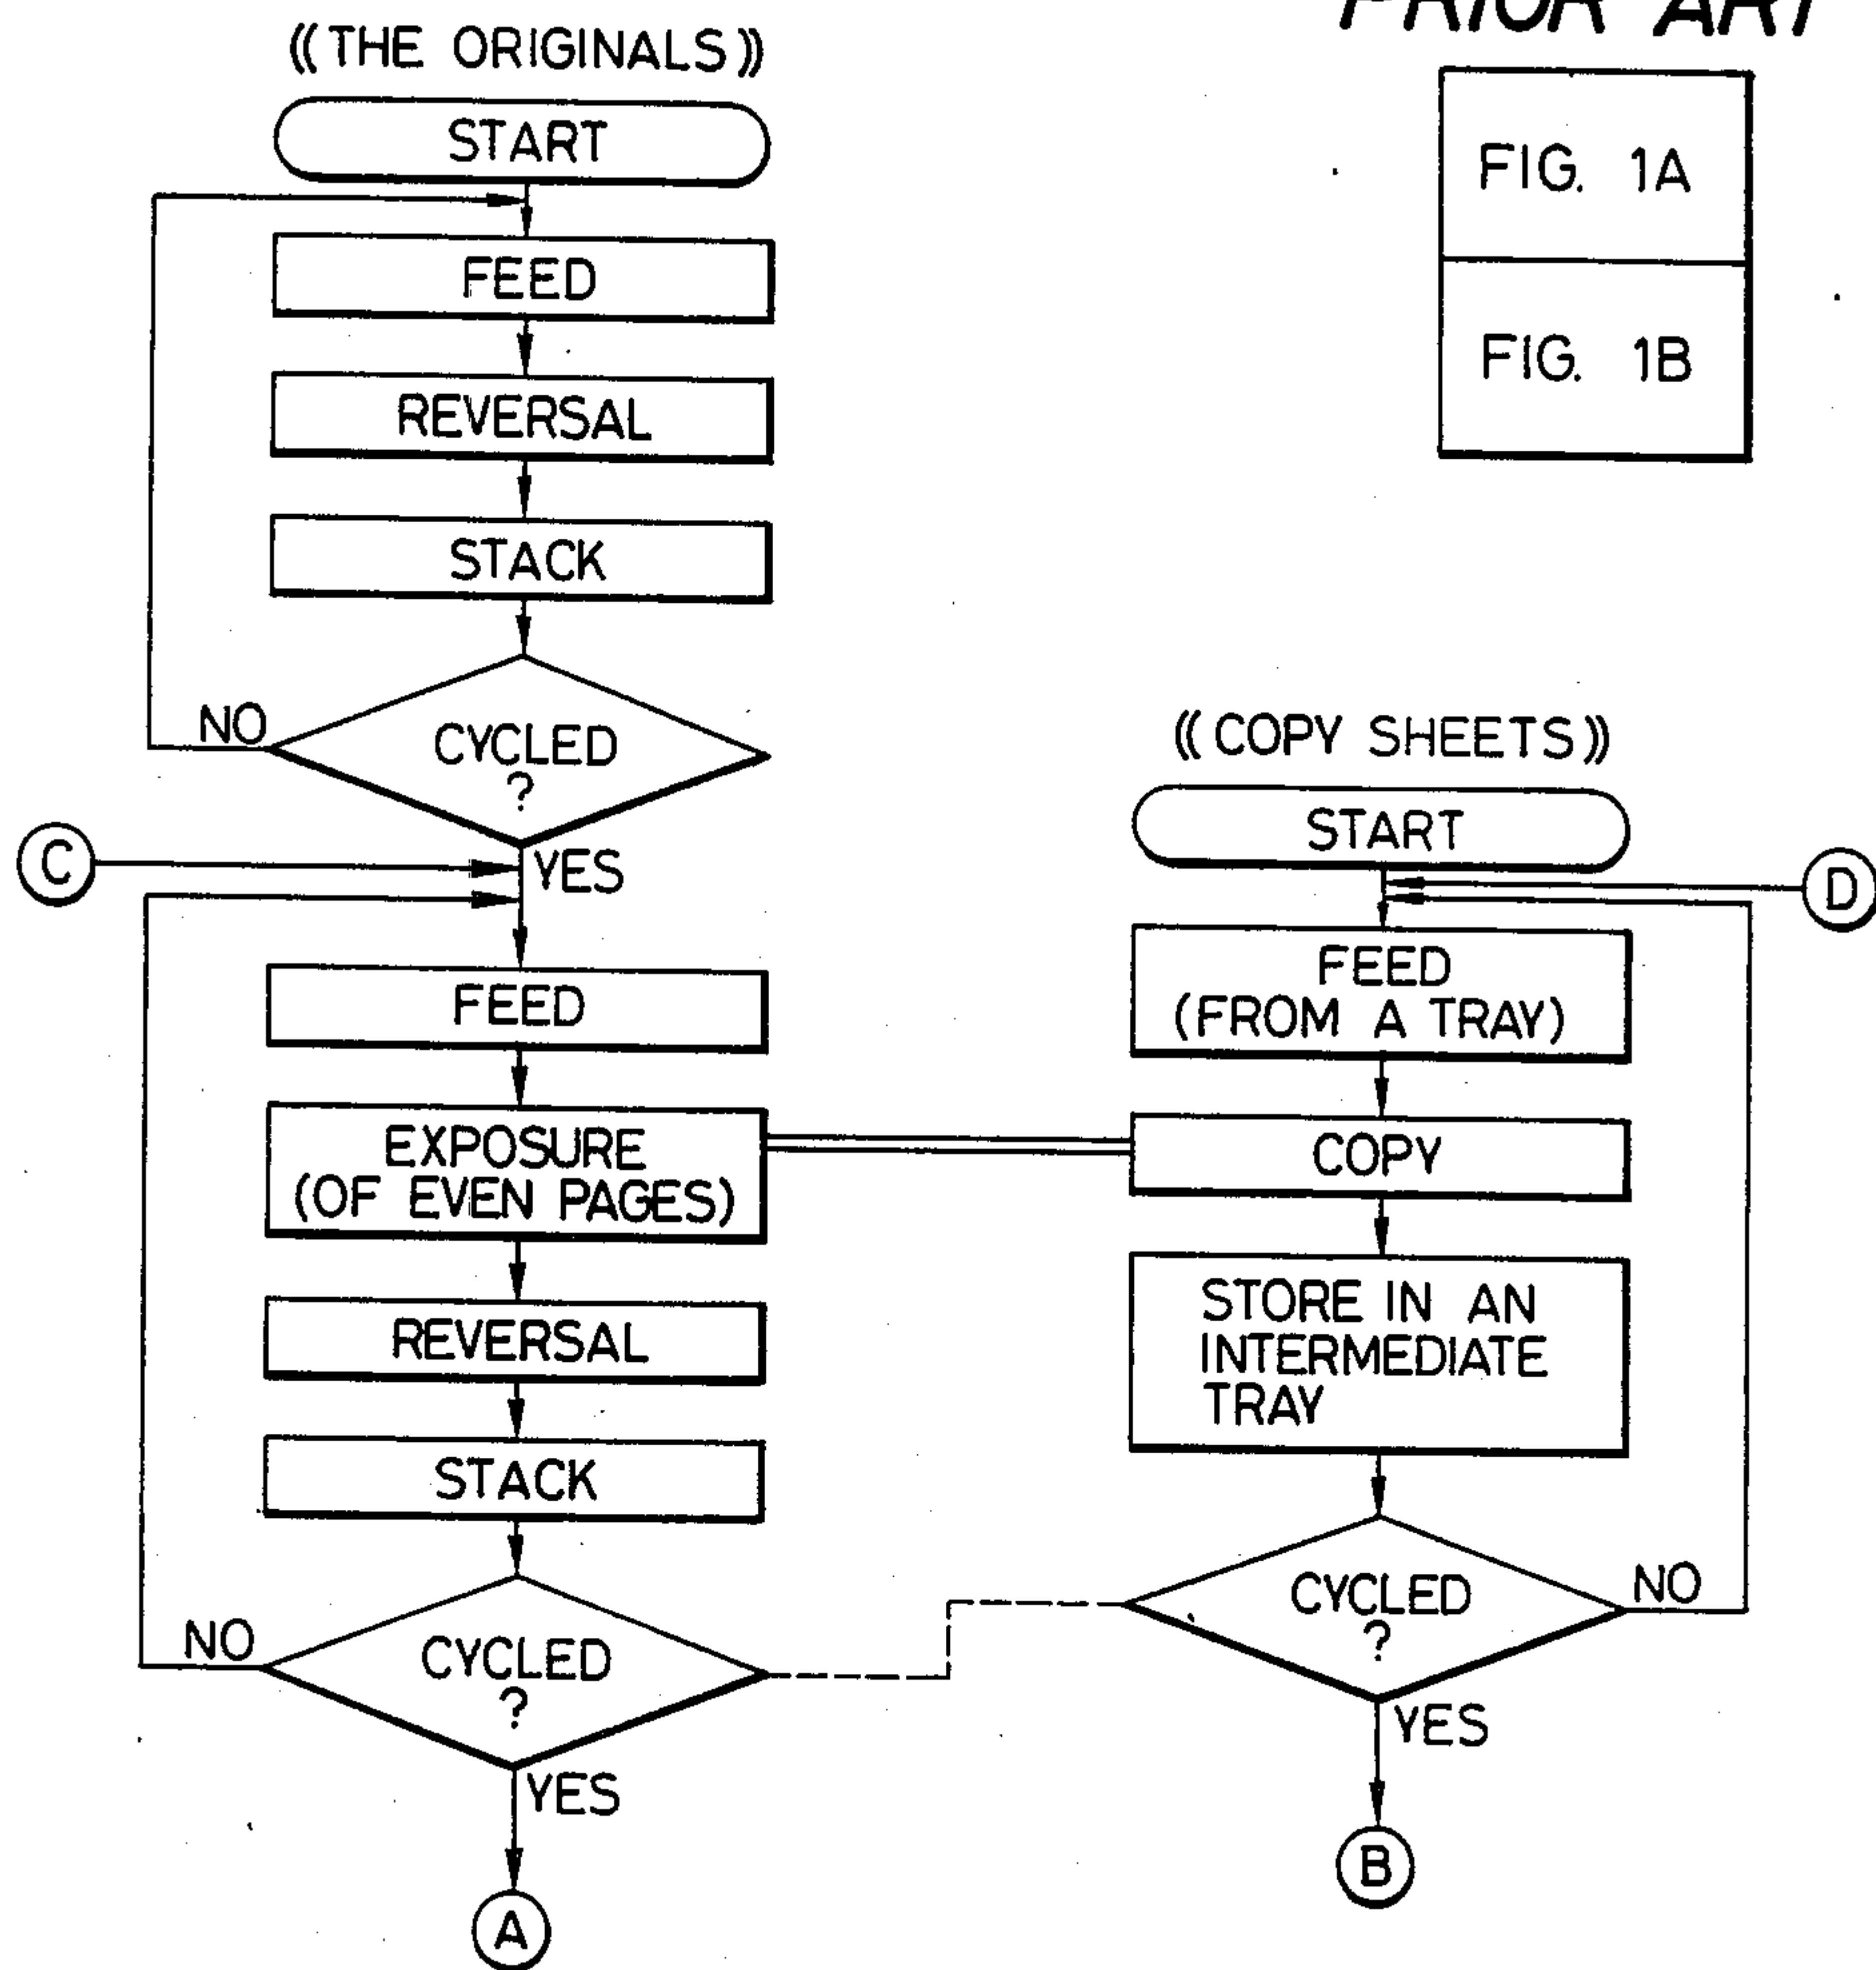 PRIOR ART
((THE ORIGINALS))
START
FIG. 1A
FEED
FIG. 1B
REVERSAL
STACK
NO
CYCLED
?
YES
C
((COPY SHEETS))
START
D
FEED
FEED
(FROM A TRAY)
EXPOSURE
(OF EVEN PAGES)
COPY
REVERSAL
STORE IN AN
INTERMEDIATE
TRAY
STACK
CYCLED
?
NO
NO
CYCLED
?
YES
YES
B
A